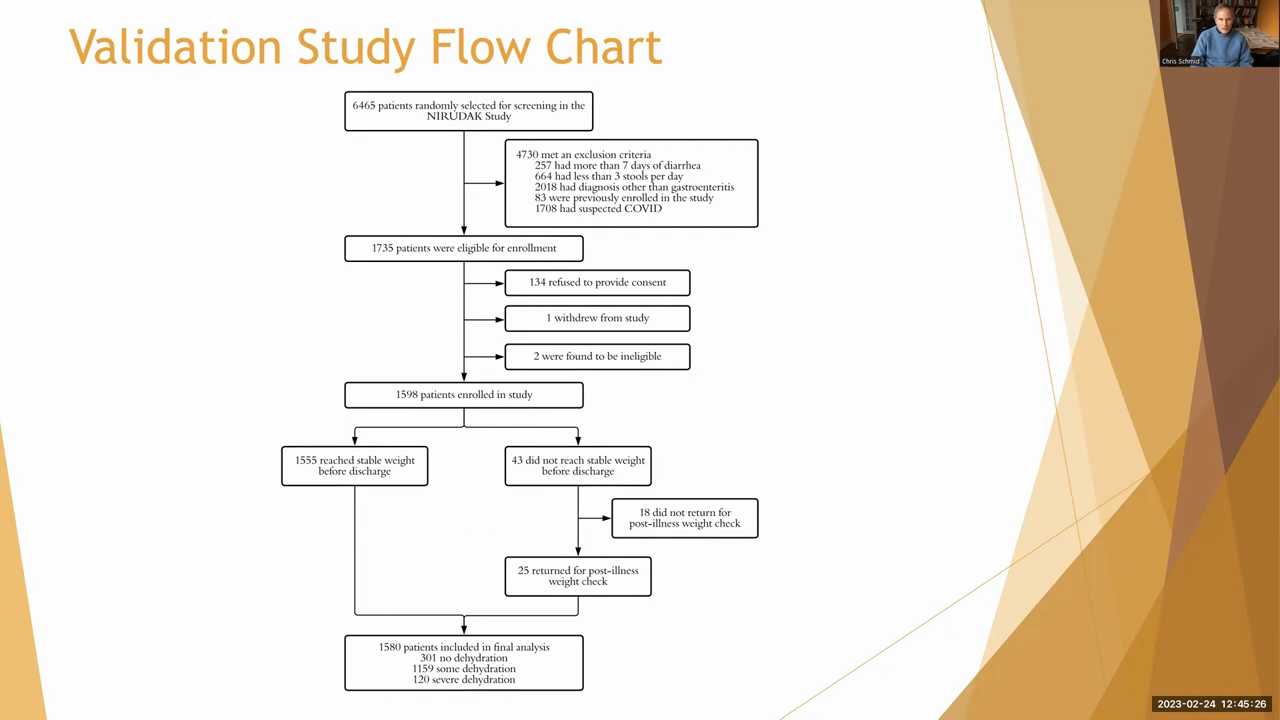 Validation Study Flow Chart
Chris Schmid
6465 patients randomly selected for screening in the
NIRUDAK Study
4730 met an exclusion criteria
257 had more than 7 days of diarrhea
664 had less than 3 stools per day
2018 had diagnosis other than gastroenteritis
83 were previously enrolled in the study
1708 had suspected COVID
1735 patients were eligible for enrollment
134 refused to provide consent
1 withdrew from study
2 were found to be ineligible
1598 patients enrolled in study
1555 reached stable weight
before discharge
43 did not reach stable weight
before discharge
18 did not return for
post-illness weight check
25 returned for post-illness
weight check
1580 patients included in final analysis
301 no dehydration
1159 some dehydration
120 severe dehydration
2023-02-24 12:45:26